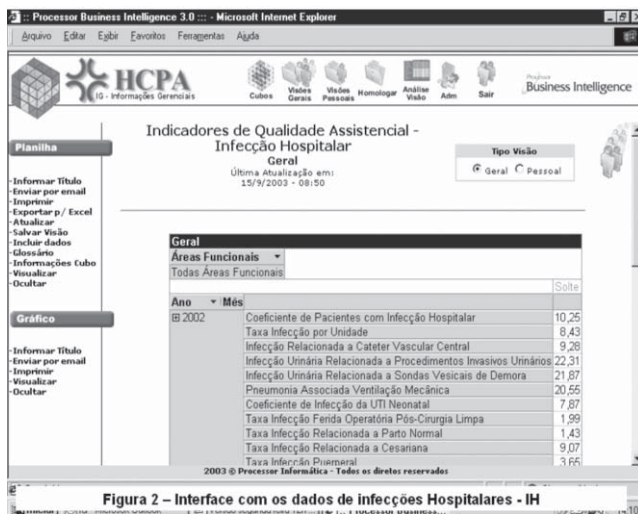 :: Processor Business Intelligence 3.0 ::: - Microsoft Internet Explorer
Arquivo Editar Exibir Favoritos Ferramentas Ajuda
HCPA
IG - Informações Gerenciais
Cubos
Visões Gerais
Visões Pessoais
Homologar
Análise Visão
Adm
Sair
Business Intelligence
Planilha
-Informar Título
-Enviar por email
-Imprimir
-Exportar p/ Excel
-Atualizar
-Salvar Visão
-Incluir dados
-Glossário
-Informações Cubo
-Visualizar
-Ocultar
Gráfico
-Informar Título
-Enviar por email
-Imprimir
-Visualizar
-Ocultar
Indicadores de Qualidade Assistencial -
Infecção Hospitalar
Geral
Última Atualização em:
15/9/2003 - 08:50
Tipo Visão
Geral Pessoal
Geral
Áreas Funcionais
Todas Áreas Funcionais
Solte
Ano Mês
2002 Coeficiente de Pacientes com Infecção Hospitalar 10,25
Taxa Infecção por Unidade 8,43
Infecção Relacionada a Cateter Vascular Central 9,28
Infecção Urinária Relacionada a Procedimentos Invasivos Urinários 22,31
Infecção Urinária Relacionada a Sondas Vesicais de Demora 21,87
Pneumonia Associada Ventilação Mecânica 20,55
Coeficiente de Infecção da UTI Neonatal 7,87
Taxa Infecção Ferida Operatória Pós-Cirurgia Limpa 1,99
Taxa Infecção Relacionada a Parto Normal 1,43
Taxa Infecção Relacionada a Cesariana 9,07
Taxa Infecção Puerperal 3,65
2003 © Processor Informática - Todos os diretos reservados
Figura 2 – Interface com os dados de infecções Hospitalares - IH